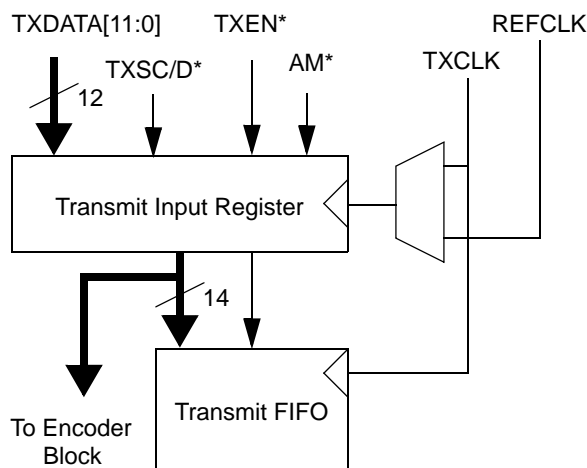 TXDATA[11:0]
TXEN*
REFCLK
TXSC/D*
AM*
TXCLK
12
Transmit Input Register
14
Transmit FIFO
To Encoder
Block